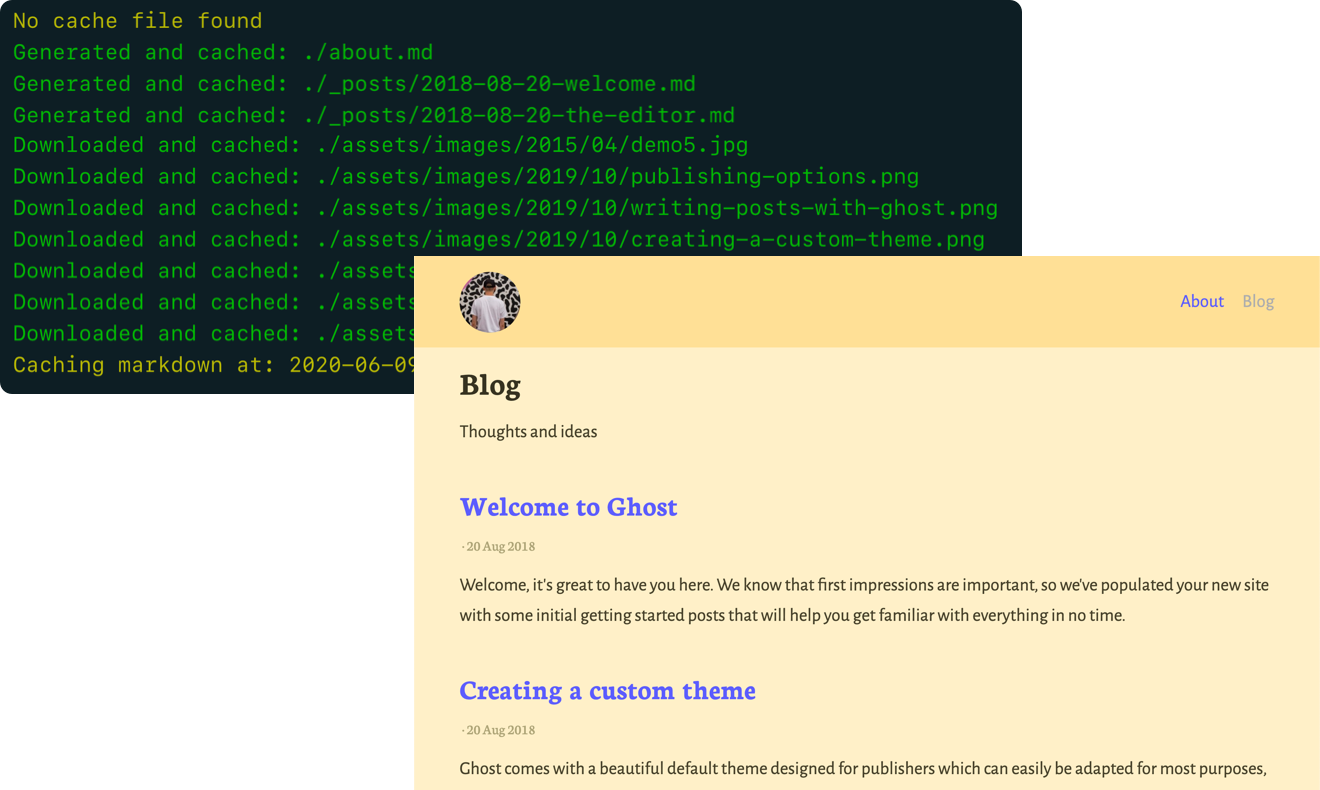 No cache file found
Generated and cached: ./about.md
Generated and cached: ./_posts/2018-08-20-welcome.md
Generated and cached: ./_posts/2018-08-20-the-editor.md
Downloaded and cached: ./assets/images/2015/04/demo5.jpg
Downloaded and cached: ./assets/images/2019/10/publishing-options.png
Downloaded and cached: ./assets/images/2019/10/writing-posts-with-ghost.png
Downloaded and cached: ./assets/images/2019/10/creating-a-custom-theme.png
Downloaded and cached: ./assets
Downloaded and cached: ./assets
Downloaded and cached: ./assets
Caching markdown at: 2020-06-09
About Blog
Blog
Thoughts and ideas
Welcome to Ghost
· 20 Aug 2018
Welcome, it's great to have you here. We know that first impressions are important, so we've populated your new site
with some initial getting started posts that will help you get familiar with everything in no time.
Creating a custom theme
· 20 Aug 2018
Ghost comes with a beautiful default theme designed for publishers which can easily be adapted for most purposes,